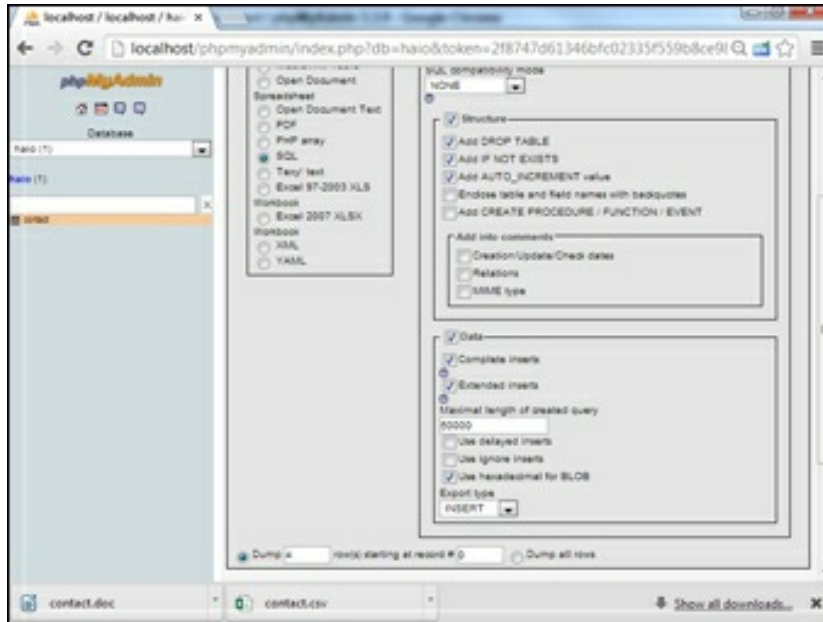 localhost / localhost / hai
localhost/phpmyadmin/index.php?db=haio&token=2f8747d61346bfc02335f559b8ce9
phpMyAdmin
Database
haio (1)
haio (1)
contact
Open Document
Spreadsheet
Open Document Text
PDF
PHP array
SQL
Texy! text
Excel 97-2003 XLS
Workbook
Excel 2007 XLSX
Workbook
XML
YAML
SQL compatibility mode
NONE
Structure
Add DROP TABLE
Add IF NOT EXISTS
Add AUTO_INCREMENT value
Enclose table and field names with backquotes
Add CREATE PROCEDURE / FUNCTION / EVENT
Add into comments
Creation/Update/Check dates
Relations
MIME type
Data
Complete inserts
Extended inserts
Maximal length of created query
50000
Use delayed inserts
Use ignore inserts
Use hexadecimal for BLOB
Export type
INSERT
Dump 4 row(s) starting at record # 0 Dump all rows
contact.doc
contact.csv
Show all downloads...